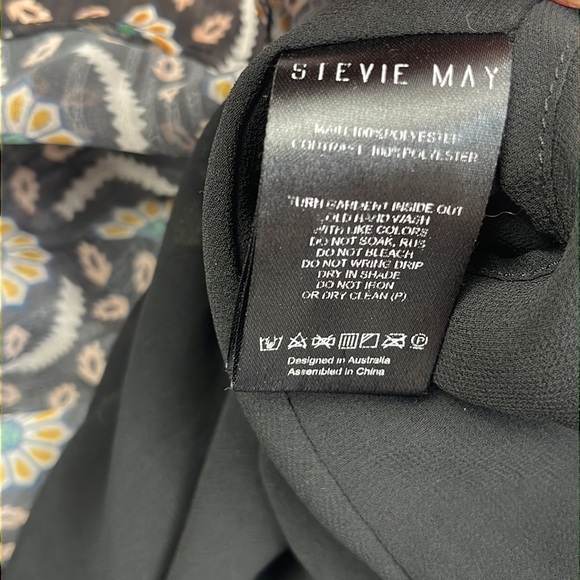 STEVIE MAY
MAIN 100%POLYESTER
CONTRAST 100%POLYESTER
TURN GARMENT INSIDE OUT
COLD HAND WASH
WITH LIKE COLORS
DO NOT SOAK, RUB
DO NOT BLEACH
DO NOT WRING DRIP
DRY IN SHADE
DO NOT IRON
OR DRY CLEAN (P)
Designed in Australia
Assembled in China